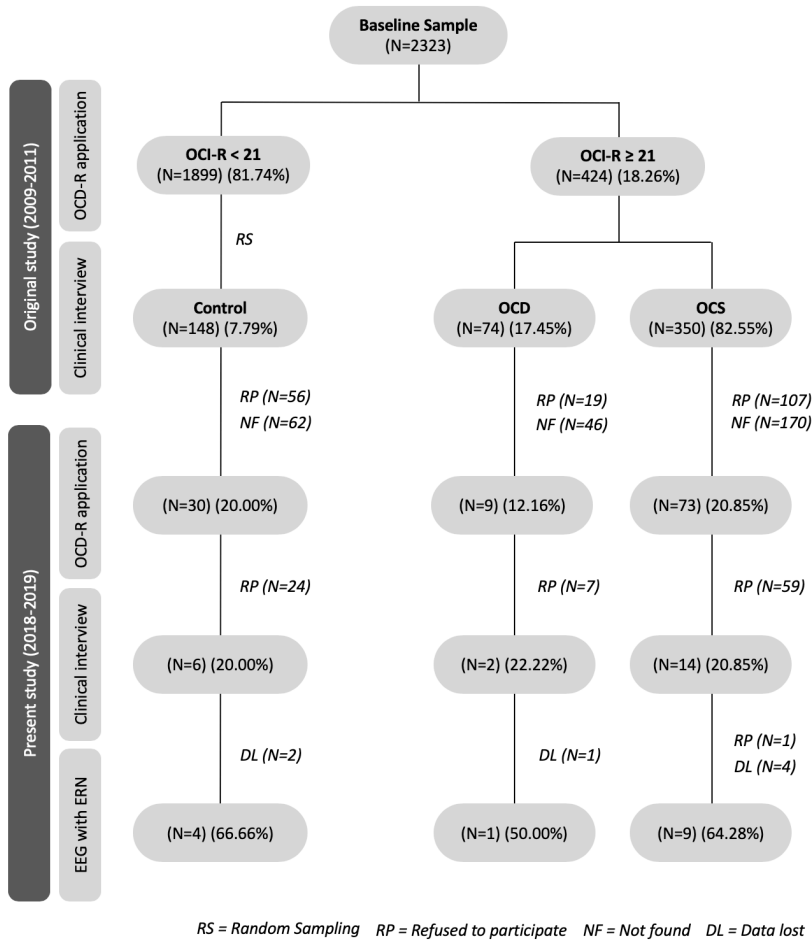 Baseline Sample
(N=2323)
Original study (2009-2011)
OCD-R application
OCI-R < 21
(N=1899) (81.74%)
OCI-R ≥ 21
(N=424) (18.26%)
RS
Clinical interview
Control
(N=148) (7.79%)
OCD
(N=74) (17.45%)
OCS
(N=350) (82.55%)
RP (N=56)
NF (N=62)
RP (N=19)
NF (N=46)
RP (N=107)
NF (N=170)
Present study (2018-2019)
OCD-R application
(N=30) (20.00%)
(N=9) (12.16%)
(N=73) (20.85%)
RP (N=24)
RP (N=7)
RP (N=59)
Clinical interview
(N=6) (20.00%)
(N=2) (22.22%)
(N=14) (20.85%)
DL (N=2)
DL (N=1)
RP (N=1)
DL (N=4)
EEG with ERN
(N=4) (66.66%)
(N=1) (50.00%)
(N=9) (64.28%)
RS = Random Sampling RP = Refused to participate NF = Not found DL = Data lost